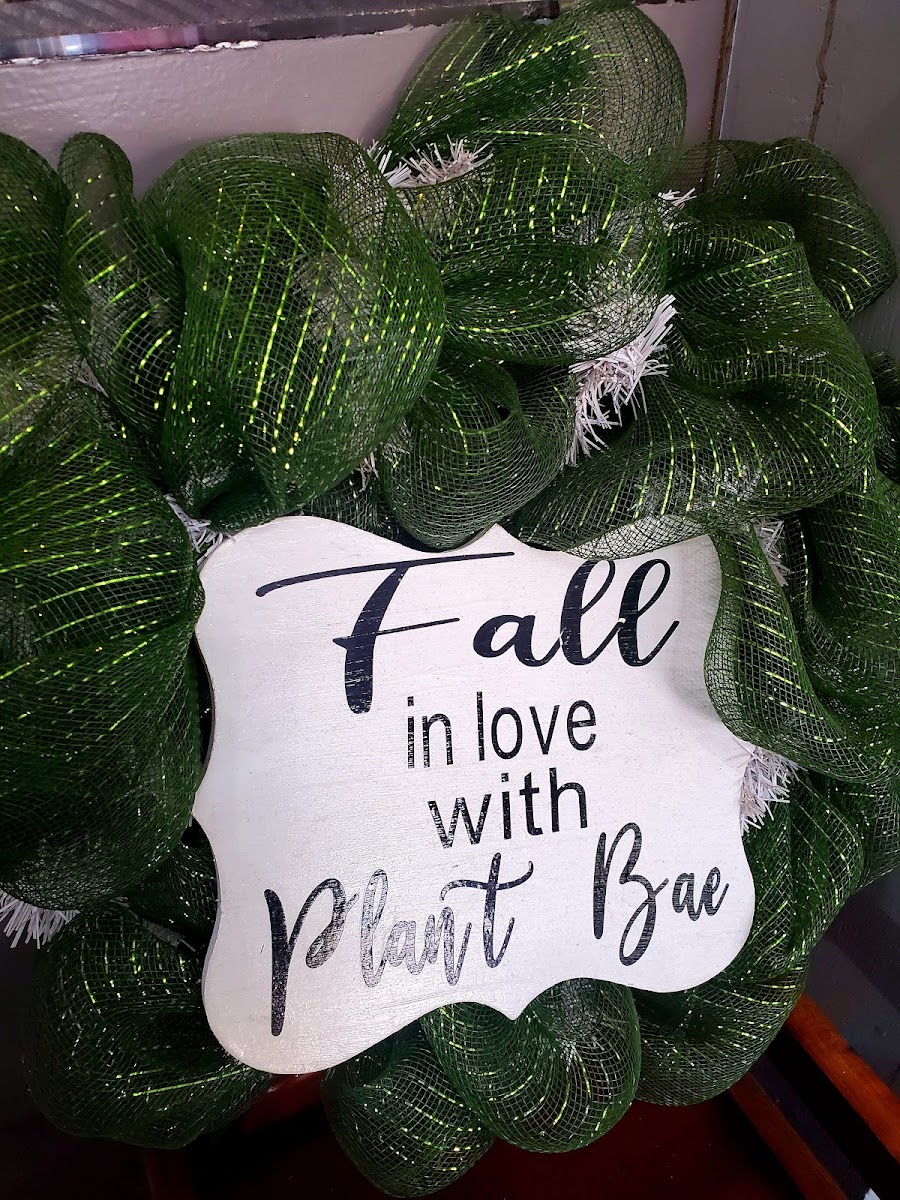 Fall
in love
with
Plant Bae